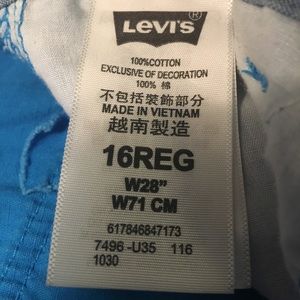 LEVI'S®
100%COTTON
EXCLUSIVE OF DECORATION
100% 棉
不包括裝飾部分
MADE IN VIETNAM
越南製造
16REG
W28"
W71 CM
617846847173
7496-U35 116
1030